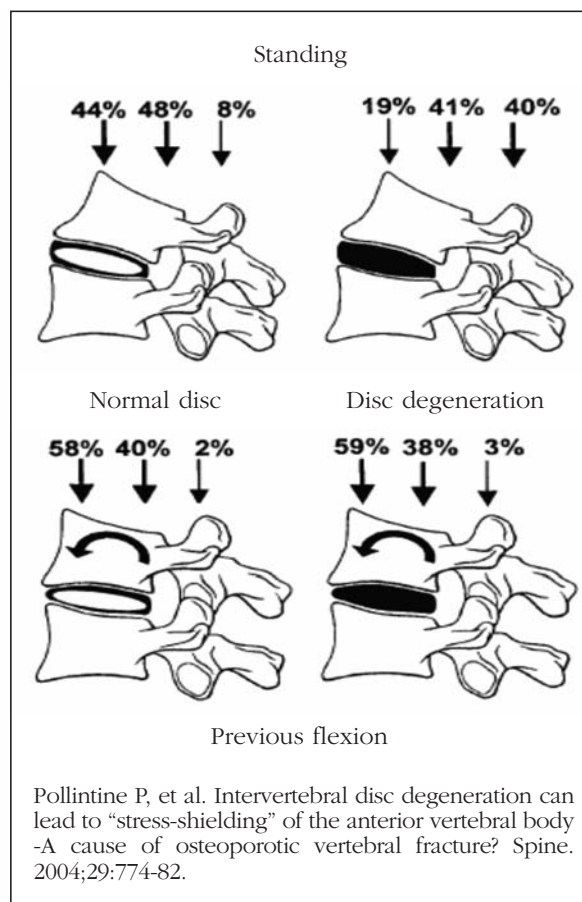 Standing
44% 48% 8% 19% 41% 40%
Normal disc Disc degeneration
58% 40% 2% 59% 38% 3%
Previous flexion
Pollintine P, et al. Intervertebral disc degeneration can
lead to “stress-shielding” of the anterior vertebral body
-A cause of osteoporotic vertebral fracture? Spine.
2004;29:774-82.